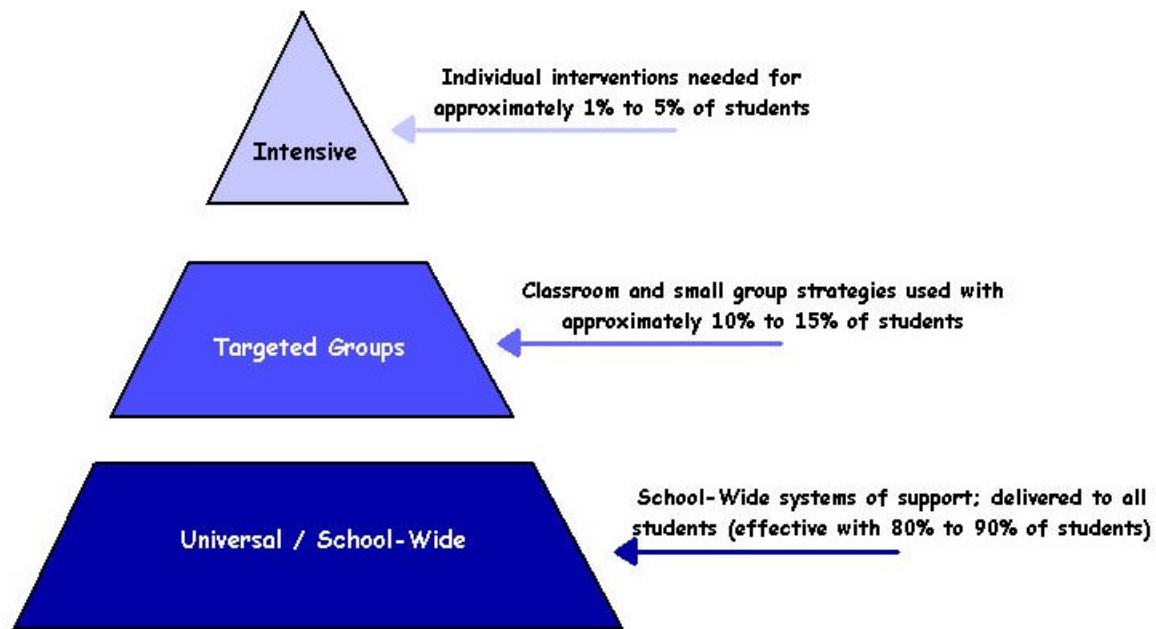 Individual interventions needed for
approximately 1% to 5% of students
Intensive
Classroom and small group strategies used with
approximately 10% to 15% of students
Targeted Groups
School-Wide systems of support; delivered to all
students (effective with 80% to 90% of students)
Universal / School-Wide